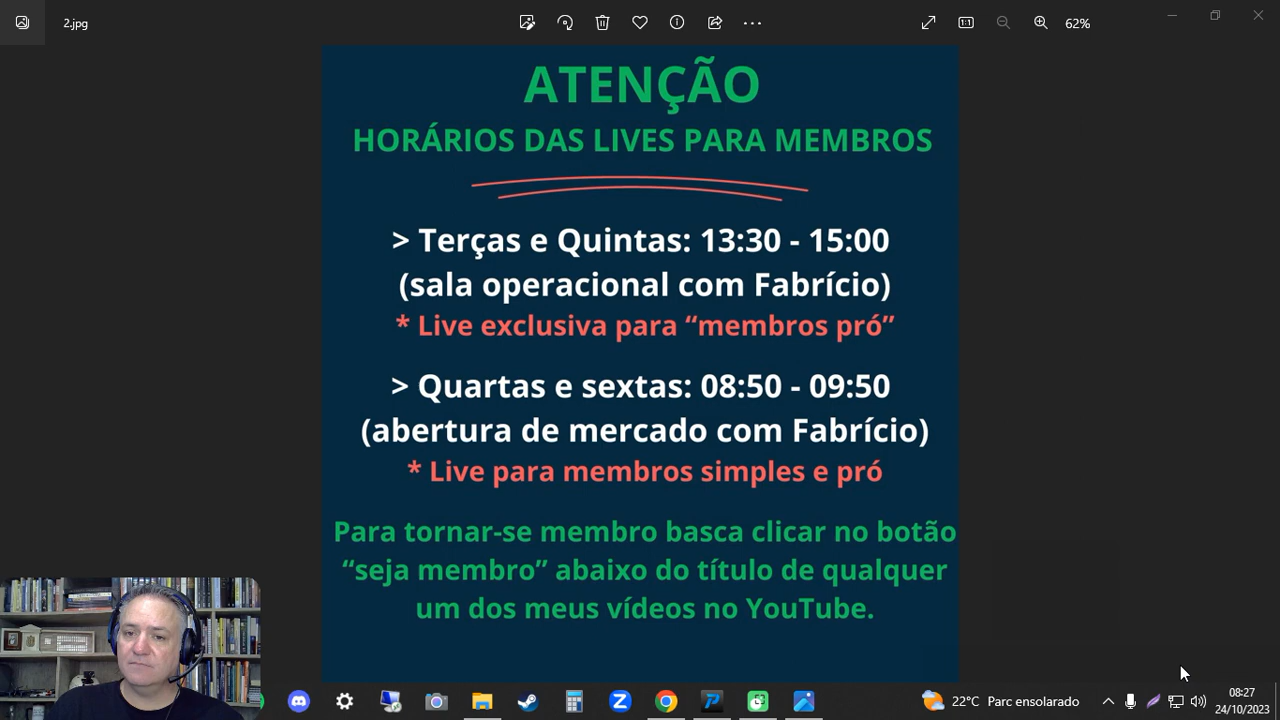 2.jpg
62%
ATENÇÃO
HORÁRIOS DAS LIVES PARA MEMBROS
> Terças e Quintas: 13:30 - 15:00
(sala operacional com Fabrício)
* Live exclusiva para “membros pró”
> Quartas e sextas: 08:50 - 09:50
(abertura de mercado com Fabrício)
* Live para membros simples e pró
Para tornar-se membro basca clicar no botão
“seja membro” abaixo do título de qualquer
um dos meus vídeos no YouTube.
22°C Parc ensolarado
08:27
24/10/2023